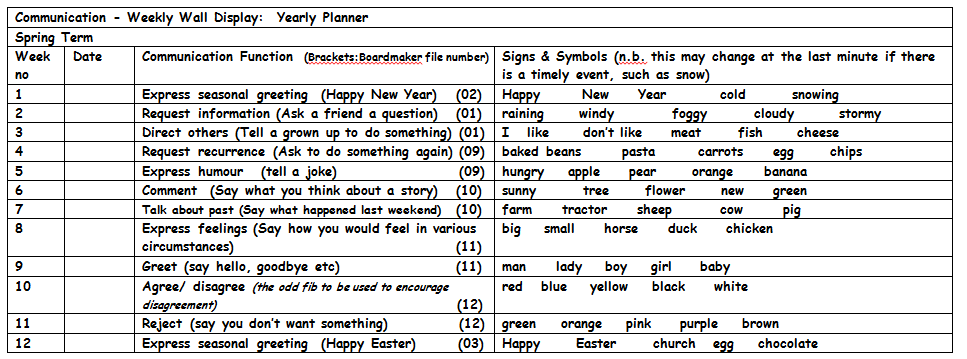 Communication - Weekly Wall Display: Yearly Planner
Spring Term
Week no Date Communication Function (Brackets:Boardmaker file number) Signs & Symbols (n.b. this may change at the last minute if there is a timely event, such as snow)
1 Express seasonal greeting (Happy New Year) (02) Happy New Year cold snowing
2 Request information (Ask a friend a question) (01) raining windy foggy cloudy stormy
3 Direct others (Tell a grown up to do something) (01) I like don't like meat fish cheese
4 Request recurrence (Ask to do something again) (09) baked beans pasta carrots egg chips
5 Express humour (tell a joke) (09) hungry apple pear orange banana
6 Comment (Say what you think about a story) (10) sunny tree flower new green
7 Talk about past (Say what happened last weekend) (10) farm tractor sheep cow pig
8 Express feelings (Say how you would feel in various circumstances) (11) big small horse duck chicken
9 Greet (say hello, goodbye etc) (11) man lady boy girl baby
10 Agree/ disagree (the odd fib to be used to encourage disagreement) (12) red blue yellow black white
11 Reject (say you don't want something) (12) green orange pink purple brown
12 Express seasonal greeting (Happy Easter) (03) Happy Easter church egg chocolate